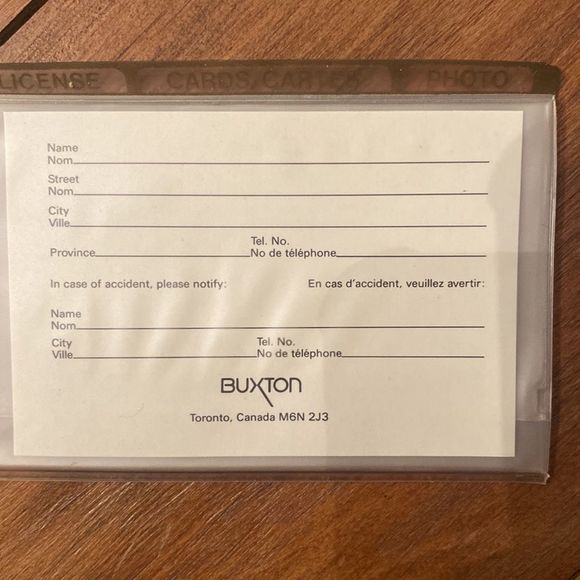 LICENSE CARDS/CARTES PHOTO
Name
Nom
Street
Nom
City
Ville
Tel. No.
Province No de téléphone
In case of accident, please notify: En cas d'accident, veuillez avertir:
Name
Nom
City Tel. No.
Ville No de téléphone
BUXTON
Toronto, Canada M6N 2J3